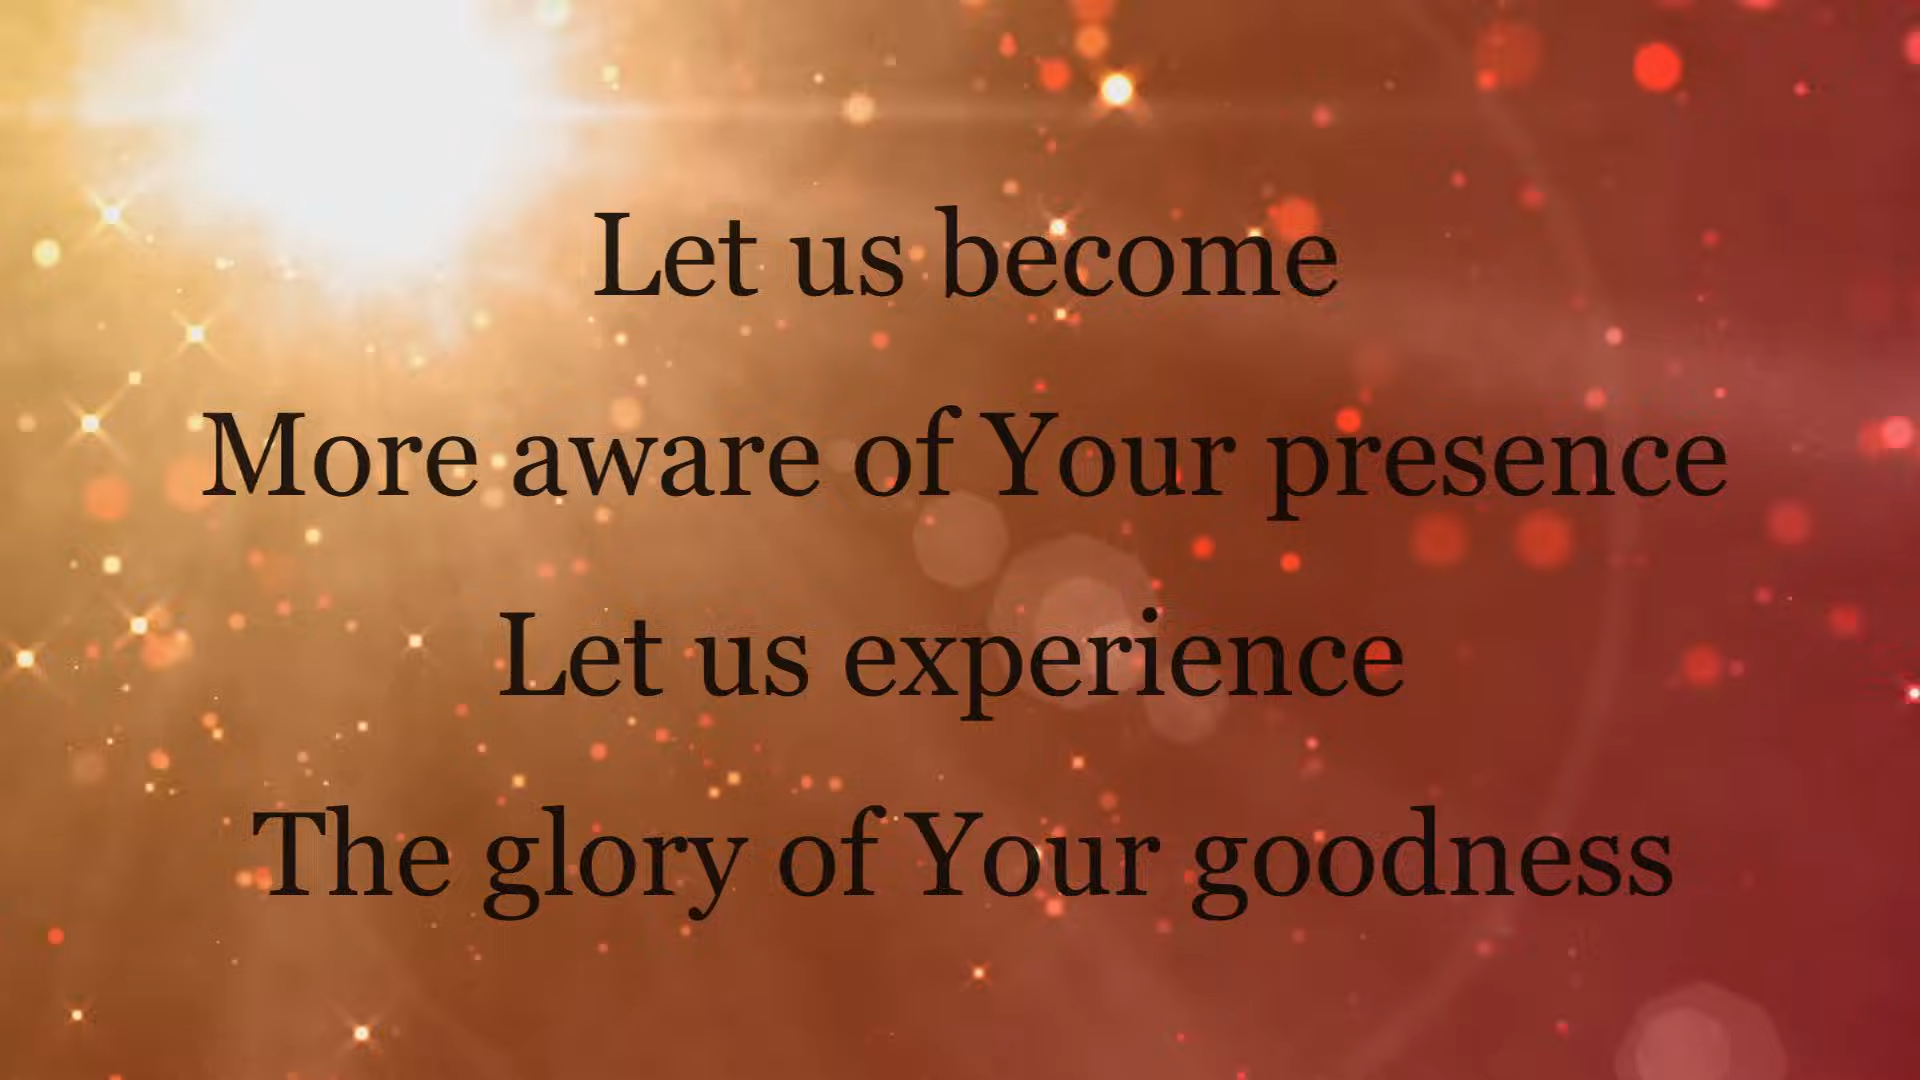 Let us become
More aware of Your presence
Let us experience
The glory of Your goodness